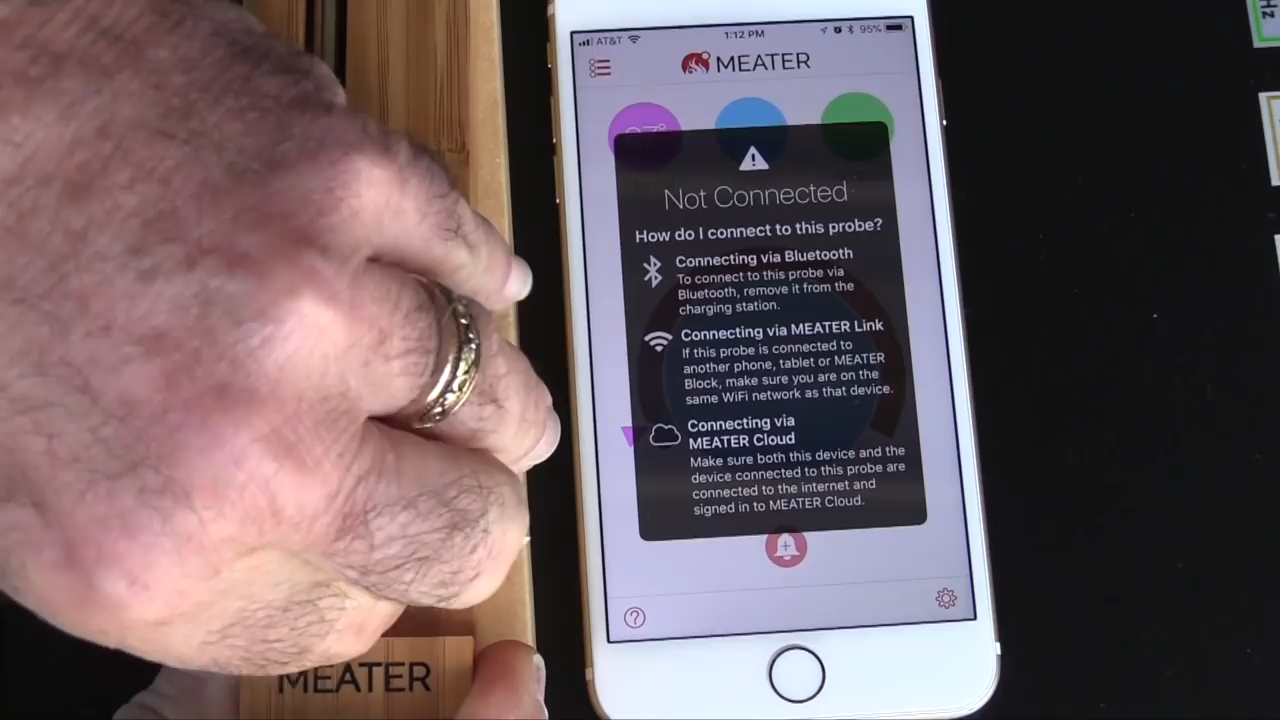 AT&T
1:12 PM
95%
MEATER
Not Connected
How do I connect to this probe?
Connecting via Bluetooth
To connect to this probe via
Bluetooth, remove it from the
charging station.
Connecting via MEATER Link
If this probe is connected to
another phone, tablet or MEATER
Block, make sure you are on the
same WiFi network as that device.
Connecting via
MEATER Cloud
Make sure both this device and the
device connected to this probe are
connected to the internet and
signed in to MEATER Cloud.
MEATER
Hz